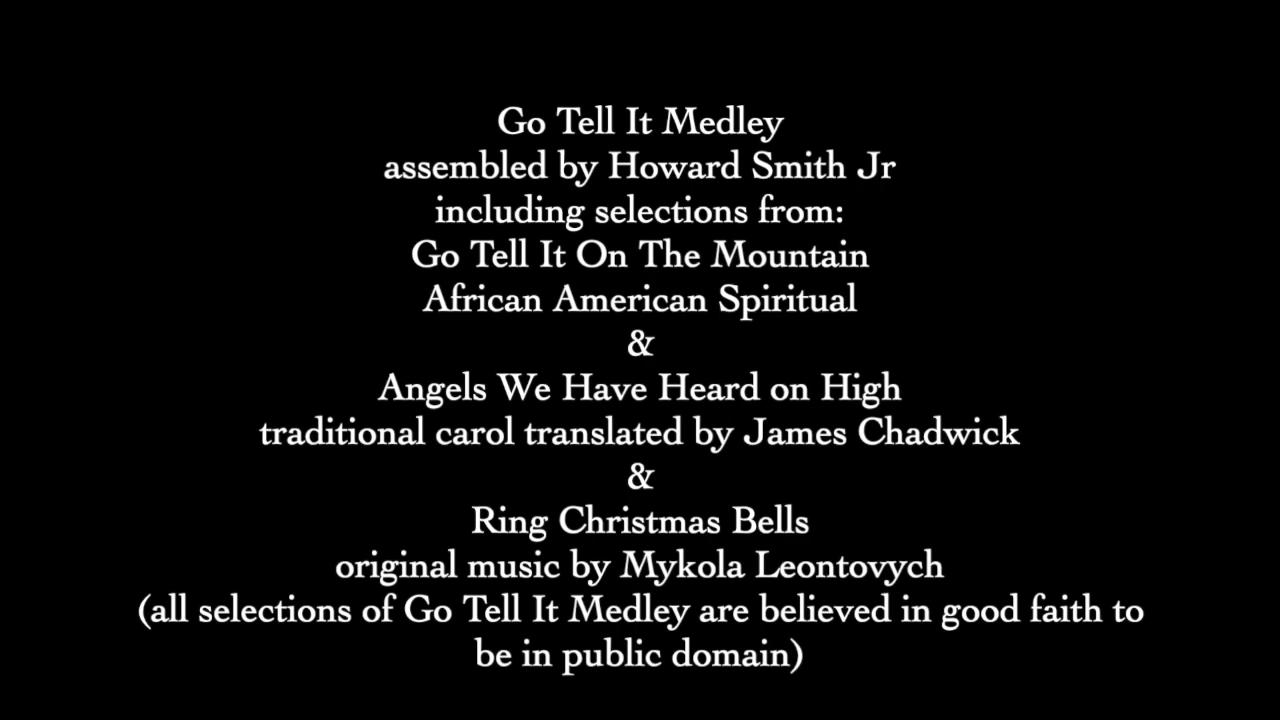 Go Tell It Medley
assembled by Howard Smith Jr
including selections from:
Go Tell It On The Mountain
African American Spiritual
&
Angels We Have Heard on High
traditional carol translated by James Chadwick
&
Ring Christmas Bells
original music by Mykola Leontovych
(all selections of Go Tell It Medley are believed in good faith to
be in public domain)